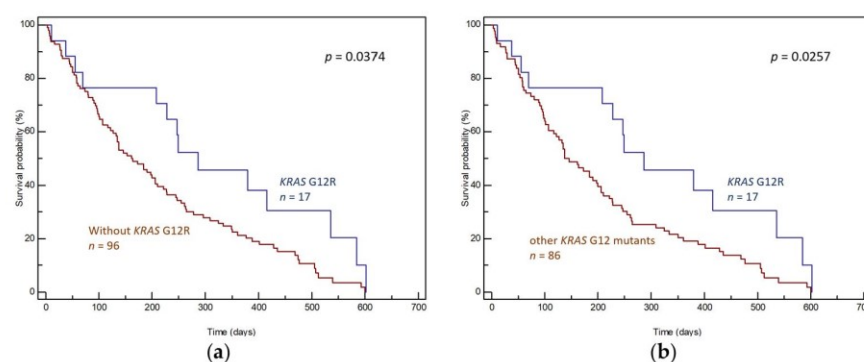 100
80
60
40
20
0
Survival probability (%)
p = 0.0374
KRAS G12R
n = 17
Without KRAS G12R
n = 96
0 100 200 300 400 500 600 700
Time (days)
(a)
100
80
60
40
20
0
Survival probability (%)
p = 0.0257
KRAS G12R
n = 17
other KRAS G12 mutants
n = 86
0 100 200 300 400 500 600 700
Time (days)
(b)